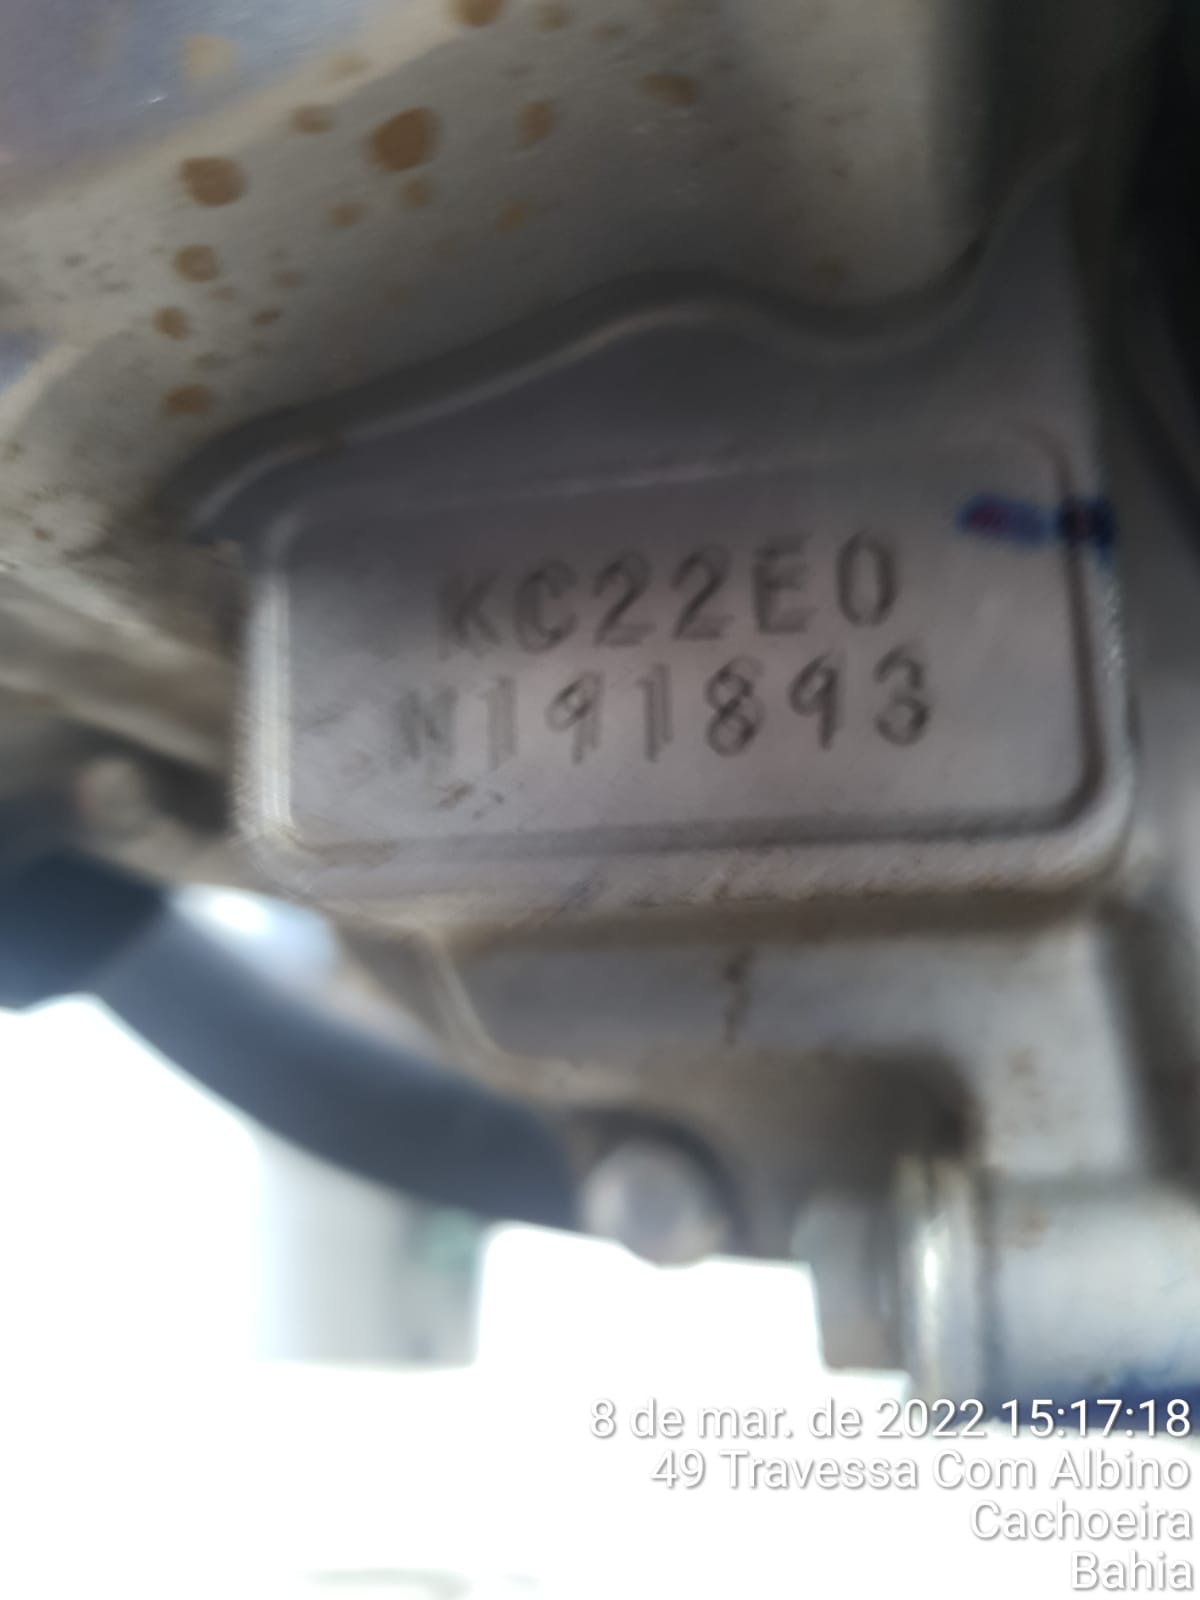 KC22E0
N191893
8 de mar. de 2022 15:17:18
49 Travessa Com Albino
Cachoeira
Bahia